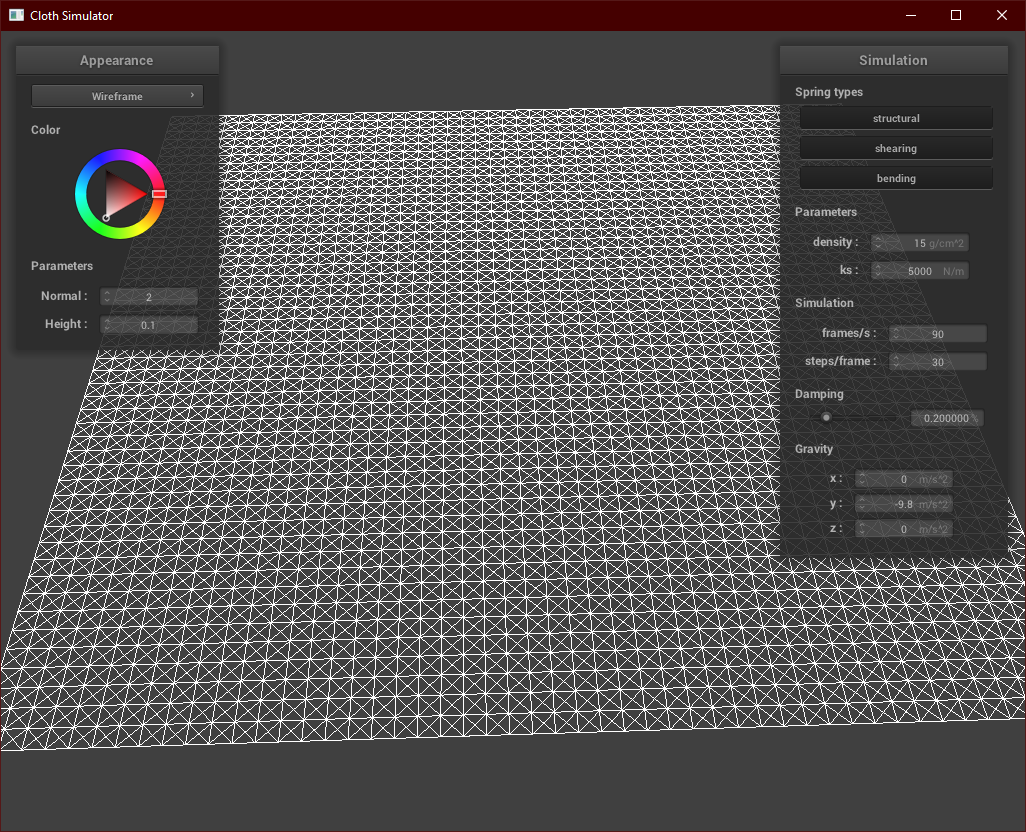 Cloth Simulator
Appearance
Wireframe
Color
Parameters
Normal : 2
Height : 0.1
Simulation
Spring types
structural
shearing
bending
Parameters
density : 15 g/cm^2
ks : 5000 N/m
Simulation
frames/s : 90
steps/frame : 30
Damping
0.200000 %
Gravity
x : 0 m/s^2
y : -9.8 m/s^2
z : 0 m/s^2